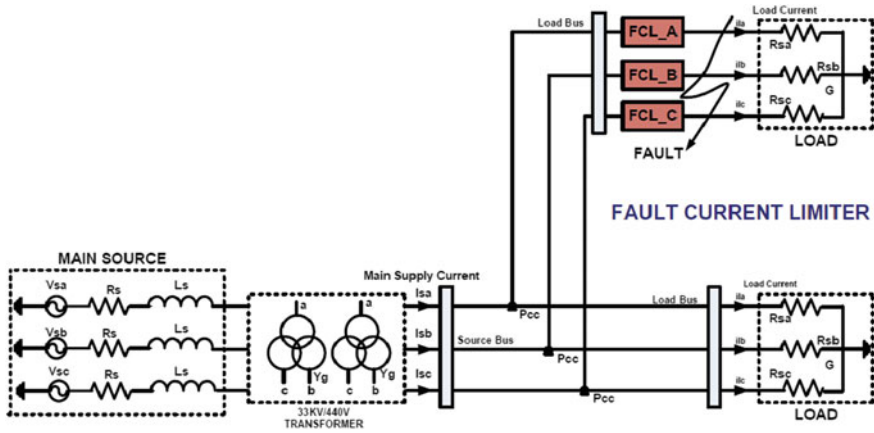 Load Current
Load Bus
FCL_A
ila
Rsa
FCL_B
ilb
Rsb
G
FCL_C
ilc
Rsc
FAULT
LOAD
FAULT CURRENT LIMITER
MAIN SOURCE
Vsa
Rs
Ls
Vsb
Rs
Ls
Vsc
Rs
Ls
a
a
Yg
Yg
c
b
c
b
33KV/440V
TRANSFORMER
Main Supply Current
Isa
Isb
Isc
Source Bus
Pcc
Pcc
Pcc
Load Bus
Load Current
ila
Rsa
ilb
Rsb
G
ilc
Rsc
LOAD